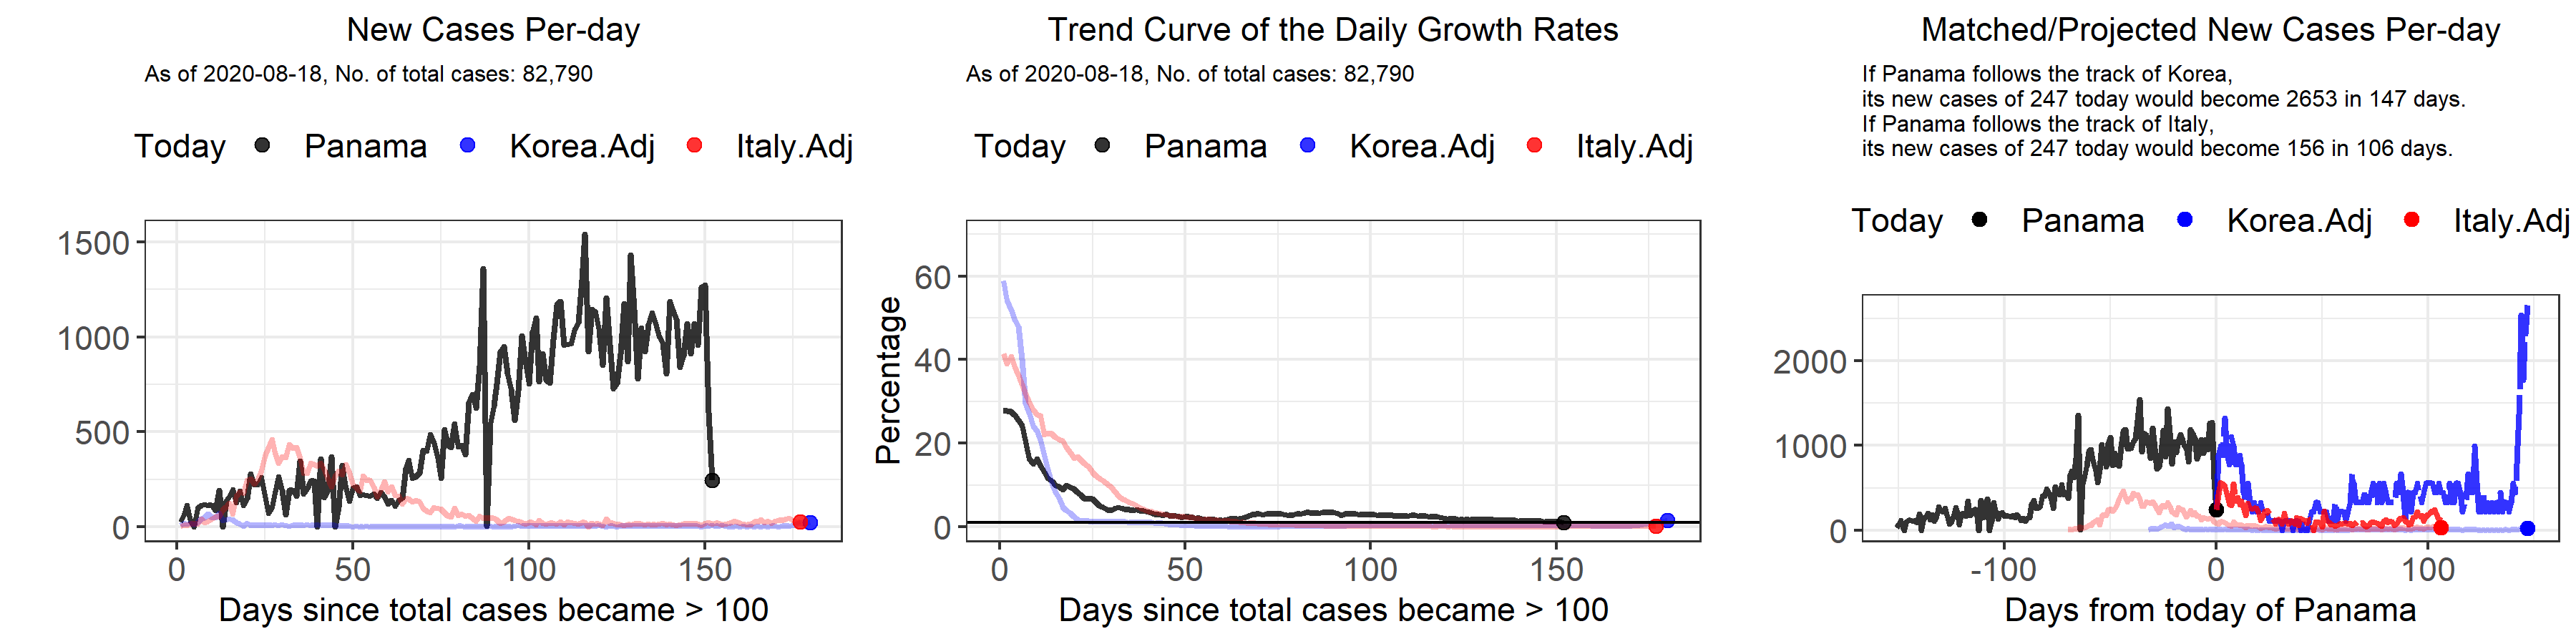 New Cases Per-day
As of 2020-08-18, No. of total cases: 82,790
Today Panama Korea.Adj Italy.Adj
1500
1000
500
0
0 50 100 150
Days since total cases became > 100
Trend Curve of the Daily Growth Rates
As of 2020-08-18, No. of total cases: 82,790
Today Panama Korea.Adj Italy.Adj
Percentage
60
40
20
0
0 50 100 150
Days since total cases became > 100
Matched/Projected New Cases Per-day
If Panama follows the track of Korea,
its new cases of 247 today would become 2653 in 147 days.
If Panama follows the track of Italy,
its new cases of 247 today would become 156 in 106 days.
Today Panama Korea.Adj Italy.Adj
2000
1000
0
-100 0 100
Days from today of Panama